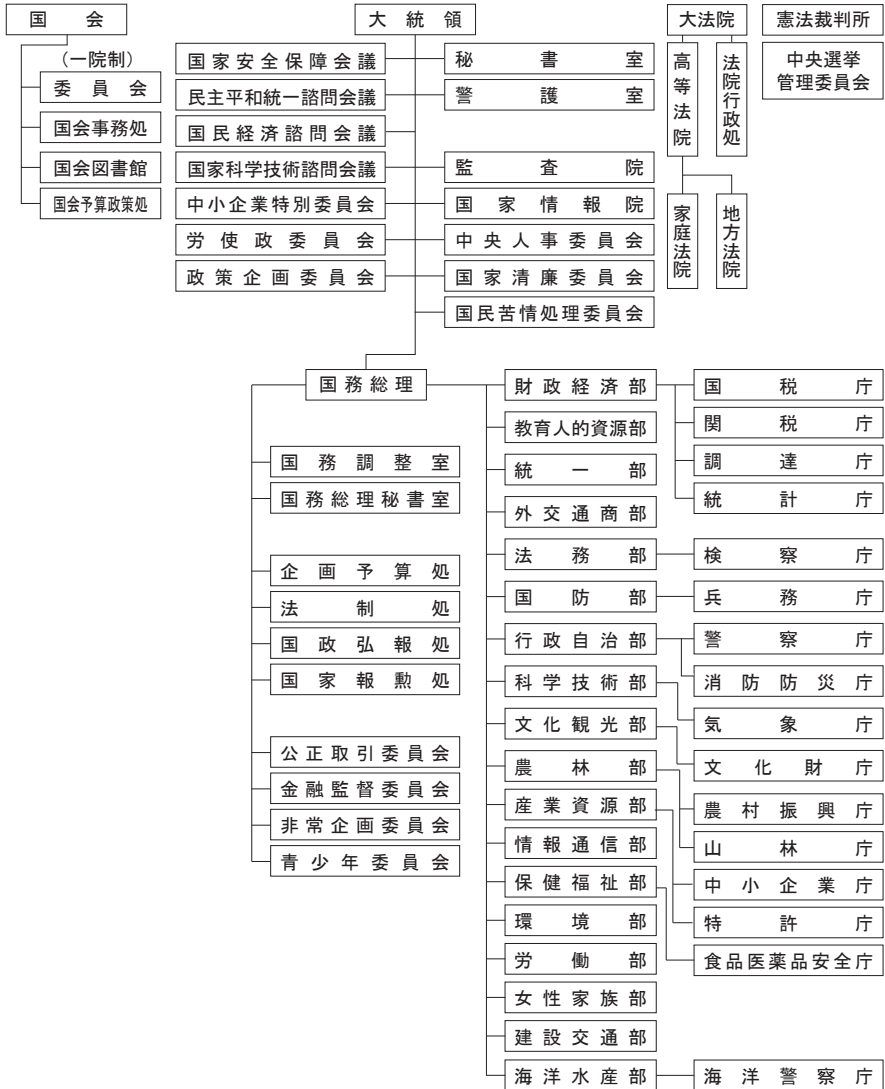 国会
(一院制)
委員会
国会事務処
国会図書館
国会予算政策処
大統領
国家安全保障会議
民主平和統一諮問会議
国民経済諮問会議
国家科学技術諮問会議
中小企業特別委員会
労使政委員会
政策企画委員会
秘書室
警護室
監査院
国家情報院
中央人事委員会
国家清廉委員会
国民苦情処理委員会
大法院
高等法院
法院行政処
家庭法院
地方法院
憲法裁判所
中央選挙
管理委員会
国務総理
国務調整室
国務総理秘書室
企画予算処
法制処
国政弘報処
国家報勲処
公正取引委員会
金融監督委員会
非常企画委員会
青少年委員会
財政経済部
教育人的資源部
統一部
外交通商部
法務部
国防部
行政自治部
科学技術部
文化観光部
農林部
産業資源部
情報通信部
保健福祉部
環境部
労働部
女性家族部
建設交通部
海洋水産部
国税庁
関税庁
調達庁
統計庁
検察庁
兵務庁
警察庁
消防防災庁
気象庁
文化財庁
農村振興庁
山林庁
中小企業庁
特許庁
食品医薬品安全庁
海洋警察庁